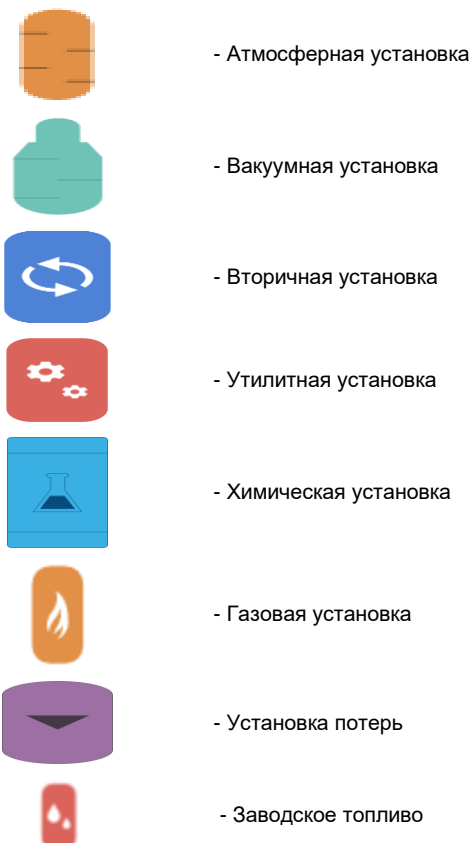 - Атмосферная установка
- Вакуумная установка
- Вторичная установка
- Утилитная установка
- Химическая установка
- Газовая установка
- Установка потерь
- Заводское топливо